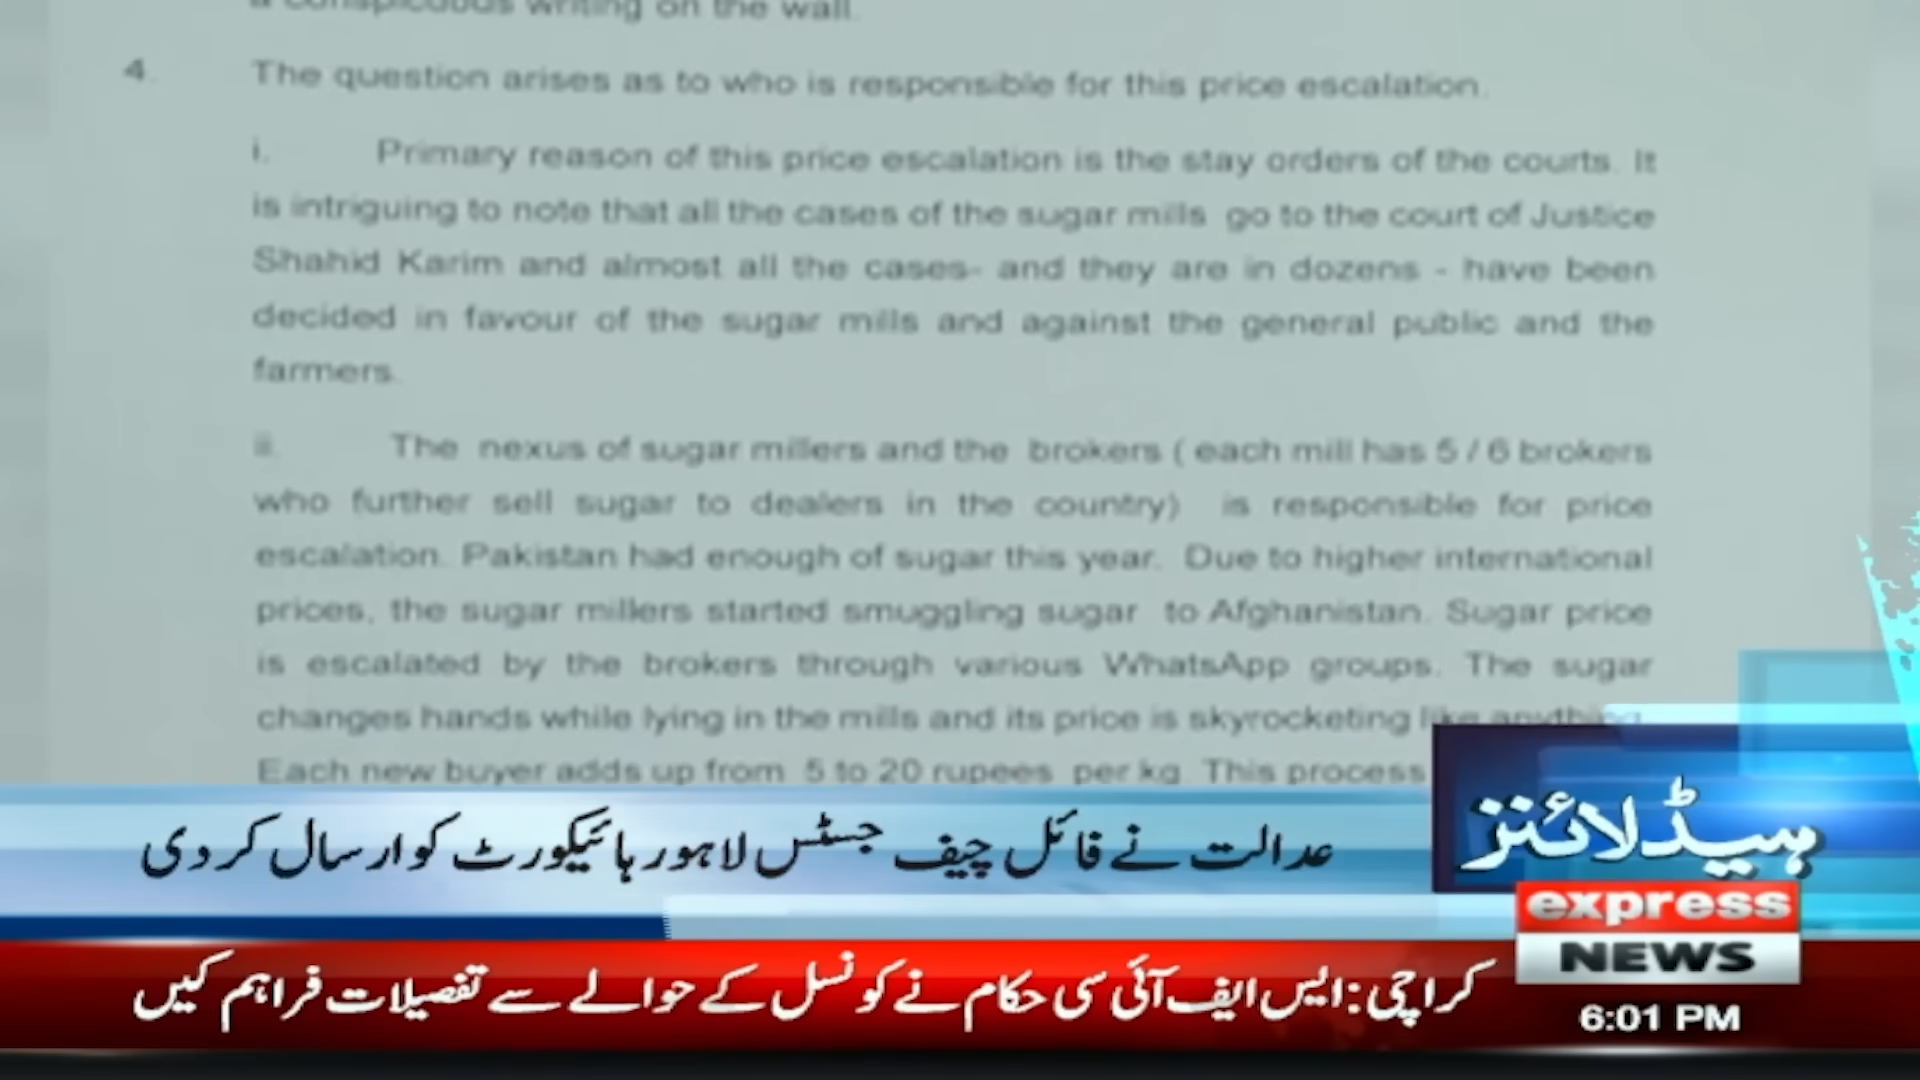 a conspicuous writing on the wall.
4. The question arises as to who is responsible for this price escalation.
i. Primary reason of this price escalation is the stay orders of the courts. It
is intriguing to note that all the cases of the sugar mills go to the court of Justice
Shahid Karim and almost all the cases- and they are in dozens - have been
decided in favour of the sugar mills and against the general public and the
farmers.
ii. The nexus of sugar millers and the brokers ( each mill has 5 / 6 brokers
who further sell sugar to dealers in the country) is responsible for price
escalation. Pakistan had enough of sugar this year. Due to higher international
prices, the sugar millers started smuggling sugar to Afghanistan. Sugar price
is escalated by the brokers through various WhatsApp groups. The sugar
changes hands while lying in the mills and its price is skyrocketing like anything.
Each new buyer adds up from 5 to 20 rupees per kg. This process
ہیڈلائنز
عدالت نے فائل چیف جسٹس لاہور ہائیکورٹ کو ارسال کر دی
express
NEWS
کراچی: ایس ایف آئی سی حکام نے کونسل کے حوالے سے تفصیلات فراہم کیں
6:01 PM